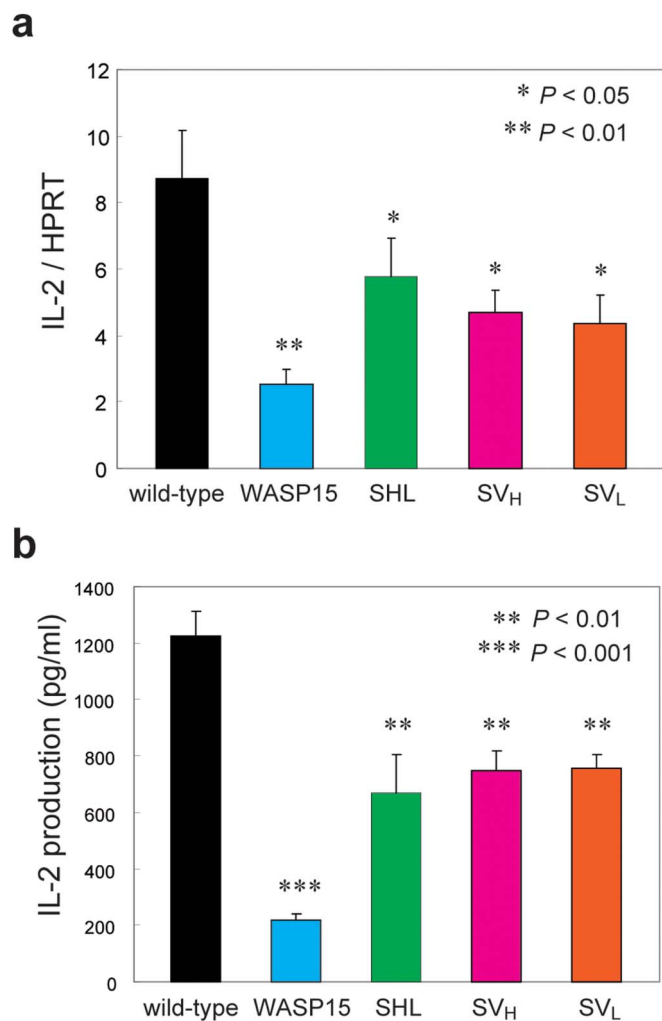 a
12
10
8
6
4
2
0
IL-2 / HPRT
* P < 0.05
** P < 0.01
**
*
*
*
wild-type WASP15 SHL SVH SVL
b
1400
1200
1000
800
600
400
200
0
IL-2 production (pg/ml)
** P < 0.01
*** P < 0.001
***
**
**
**
wild-type WASP15 SHL SVH SVL